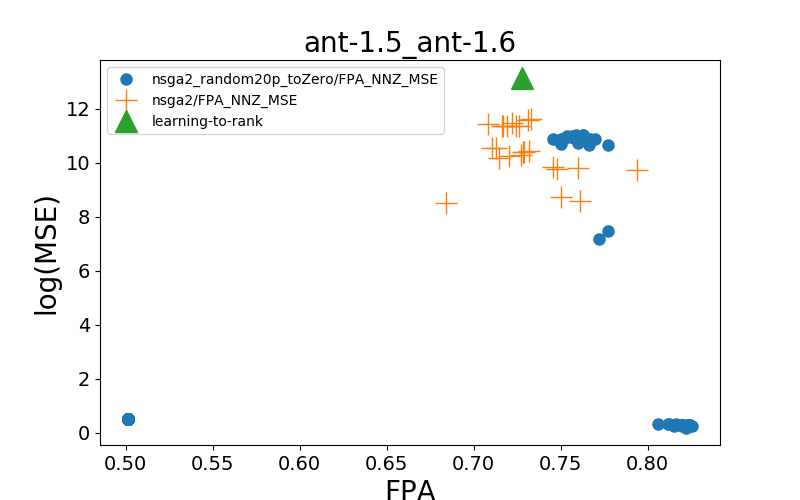 ant-1.5_ant-1.6
nsga2_random20p_toZero/FPA_NNZ_MSE
nsga2/FPA_NNZ_MSE
learning-to-rank
log(MSE)
12
10
8
6
4
2
0
0.50 0.55 0.60 0.65 0.70 0.75 0.80
FPA